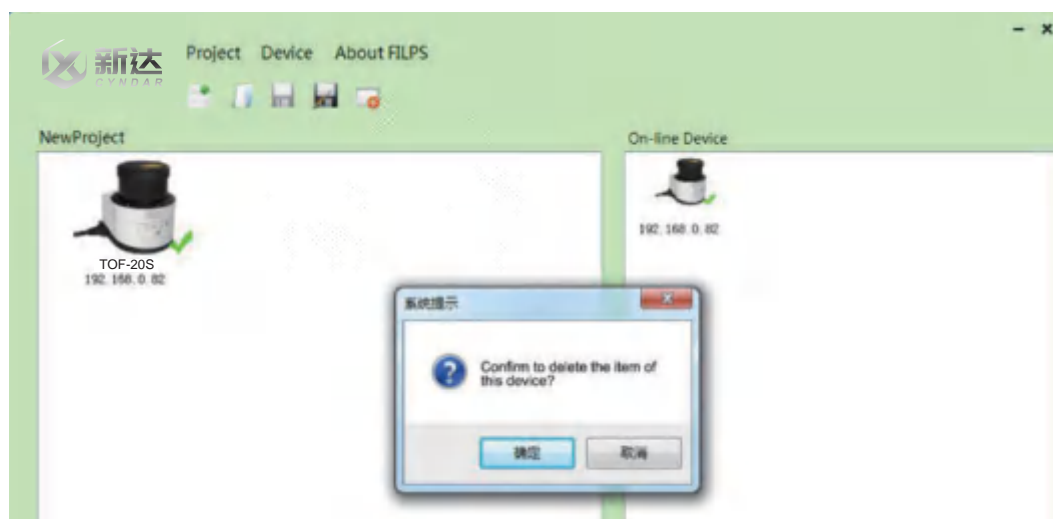 新达
CYNDAR
Project Device About FILPS
NewProject
On-line Device
TOF-20S
192.168.0.82
192.168.0.82
系统提示
Confirm to delete the item of
this device?
确定
取消